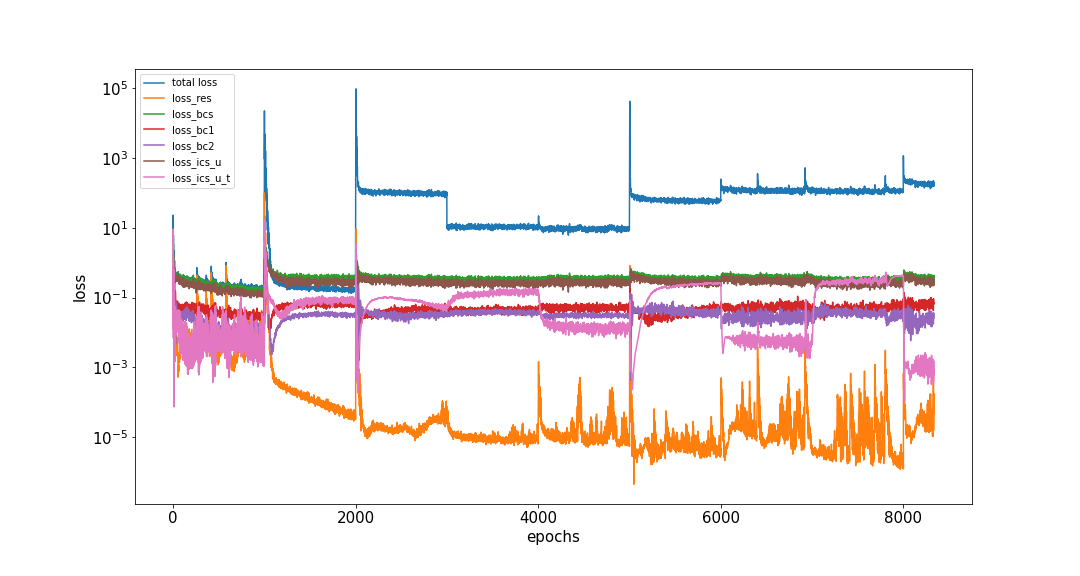 10^5
10^3
10^1
10^-1
10^-3
10^-5
loss
total loss
loss_res
loss_bcs
loss_bc1
loss_bc2
loss_ics_u
loss_ics_u_t
0 2000 4000 6000 8000
epochs